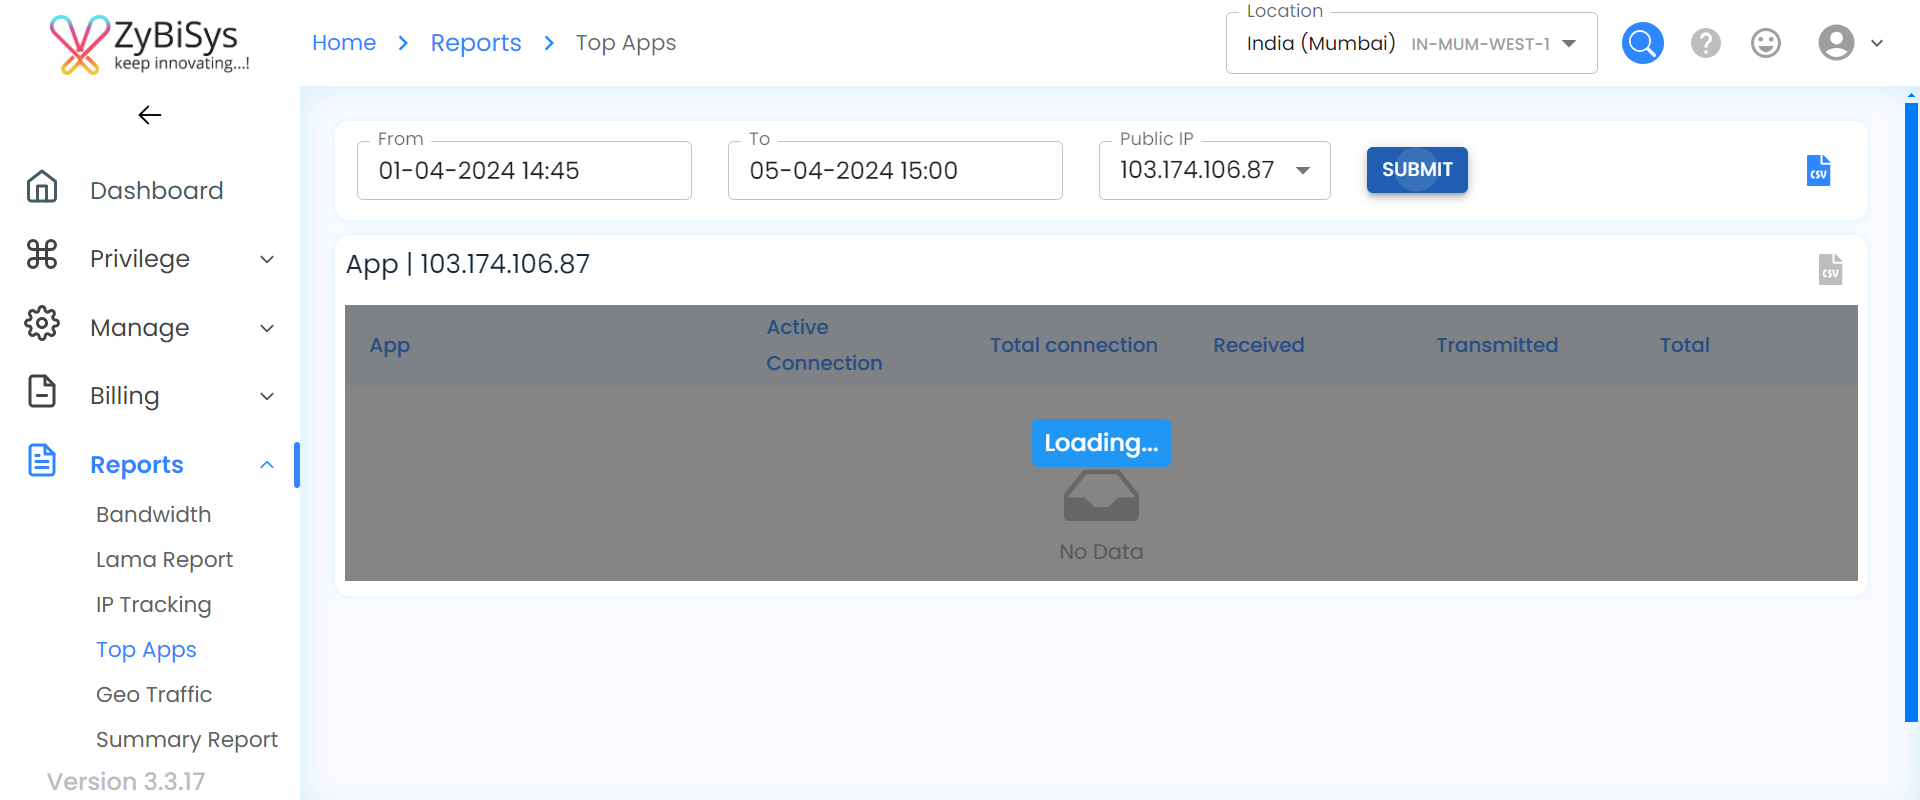 ZyBiSys
keep innovating...!
Home > Reports > Top Apps
Location
India (Mumbai) IN-MUM-WEST-1
Dashboard
Privilege
Manage
Billing
Reports
Bandwidth
Lama Report
IP Tracking
Top Apps
Geo Traffic
Summary Report
Version 3.3.17
From
01-04-2024 14:45
To
05-04-2024 15:00
Public IP
103.174.106.87
SUBMIT
CSV
App | 103.174.106.87
CSV
App
Active
Connection
Total connection
Received
Transmitted
Total
Loading...
No Data